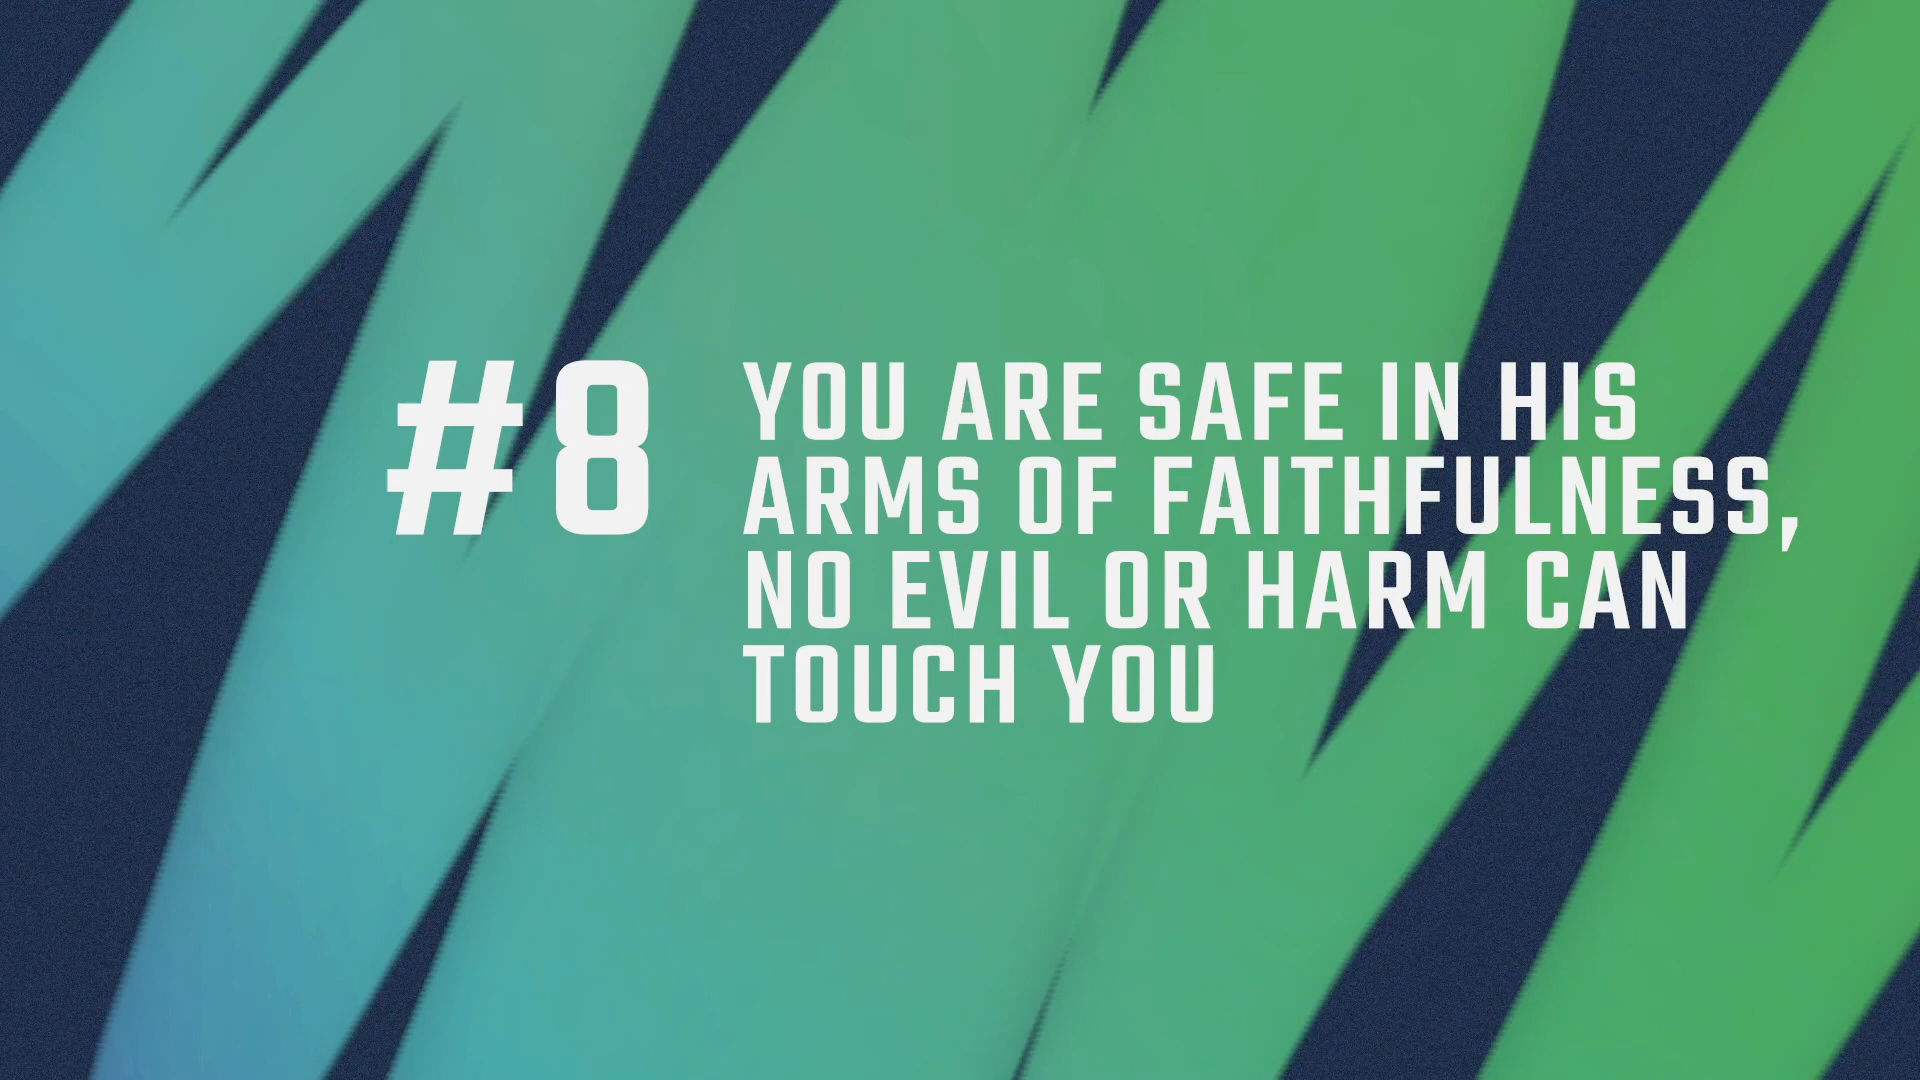 #8
YOU ARE SAFE IN HIS
ARMS OF FAITHFULNESS,
NO EVIL OR HARM CAN
TOUCH YOU